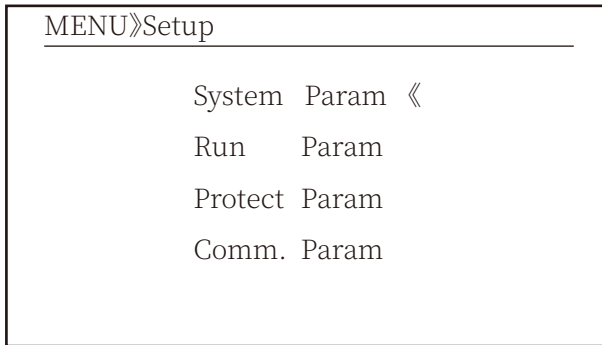 MENU》Setup
System Param 《
Run Param
Protect Param
Comm. Param